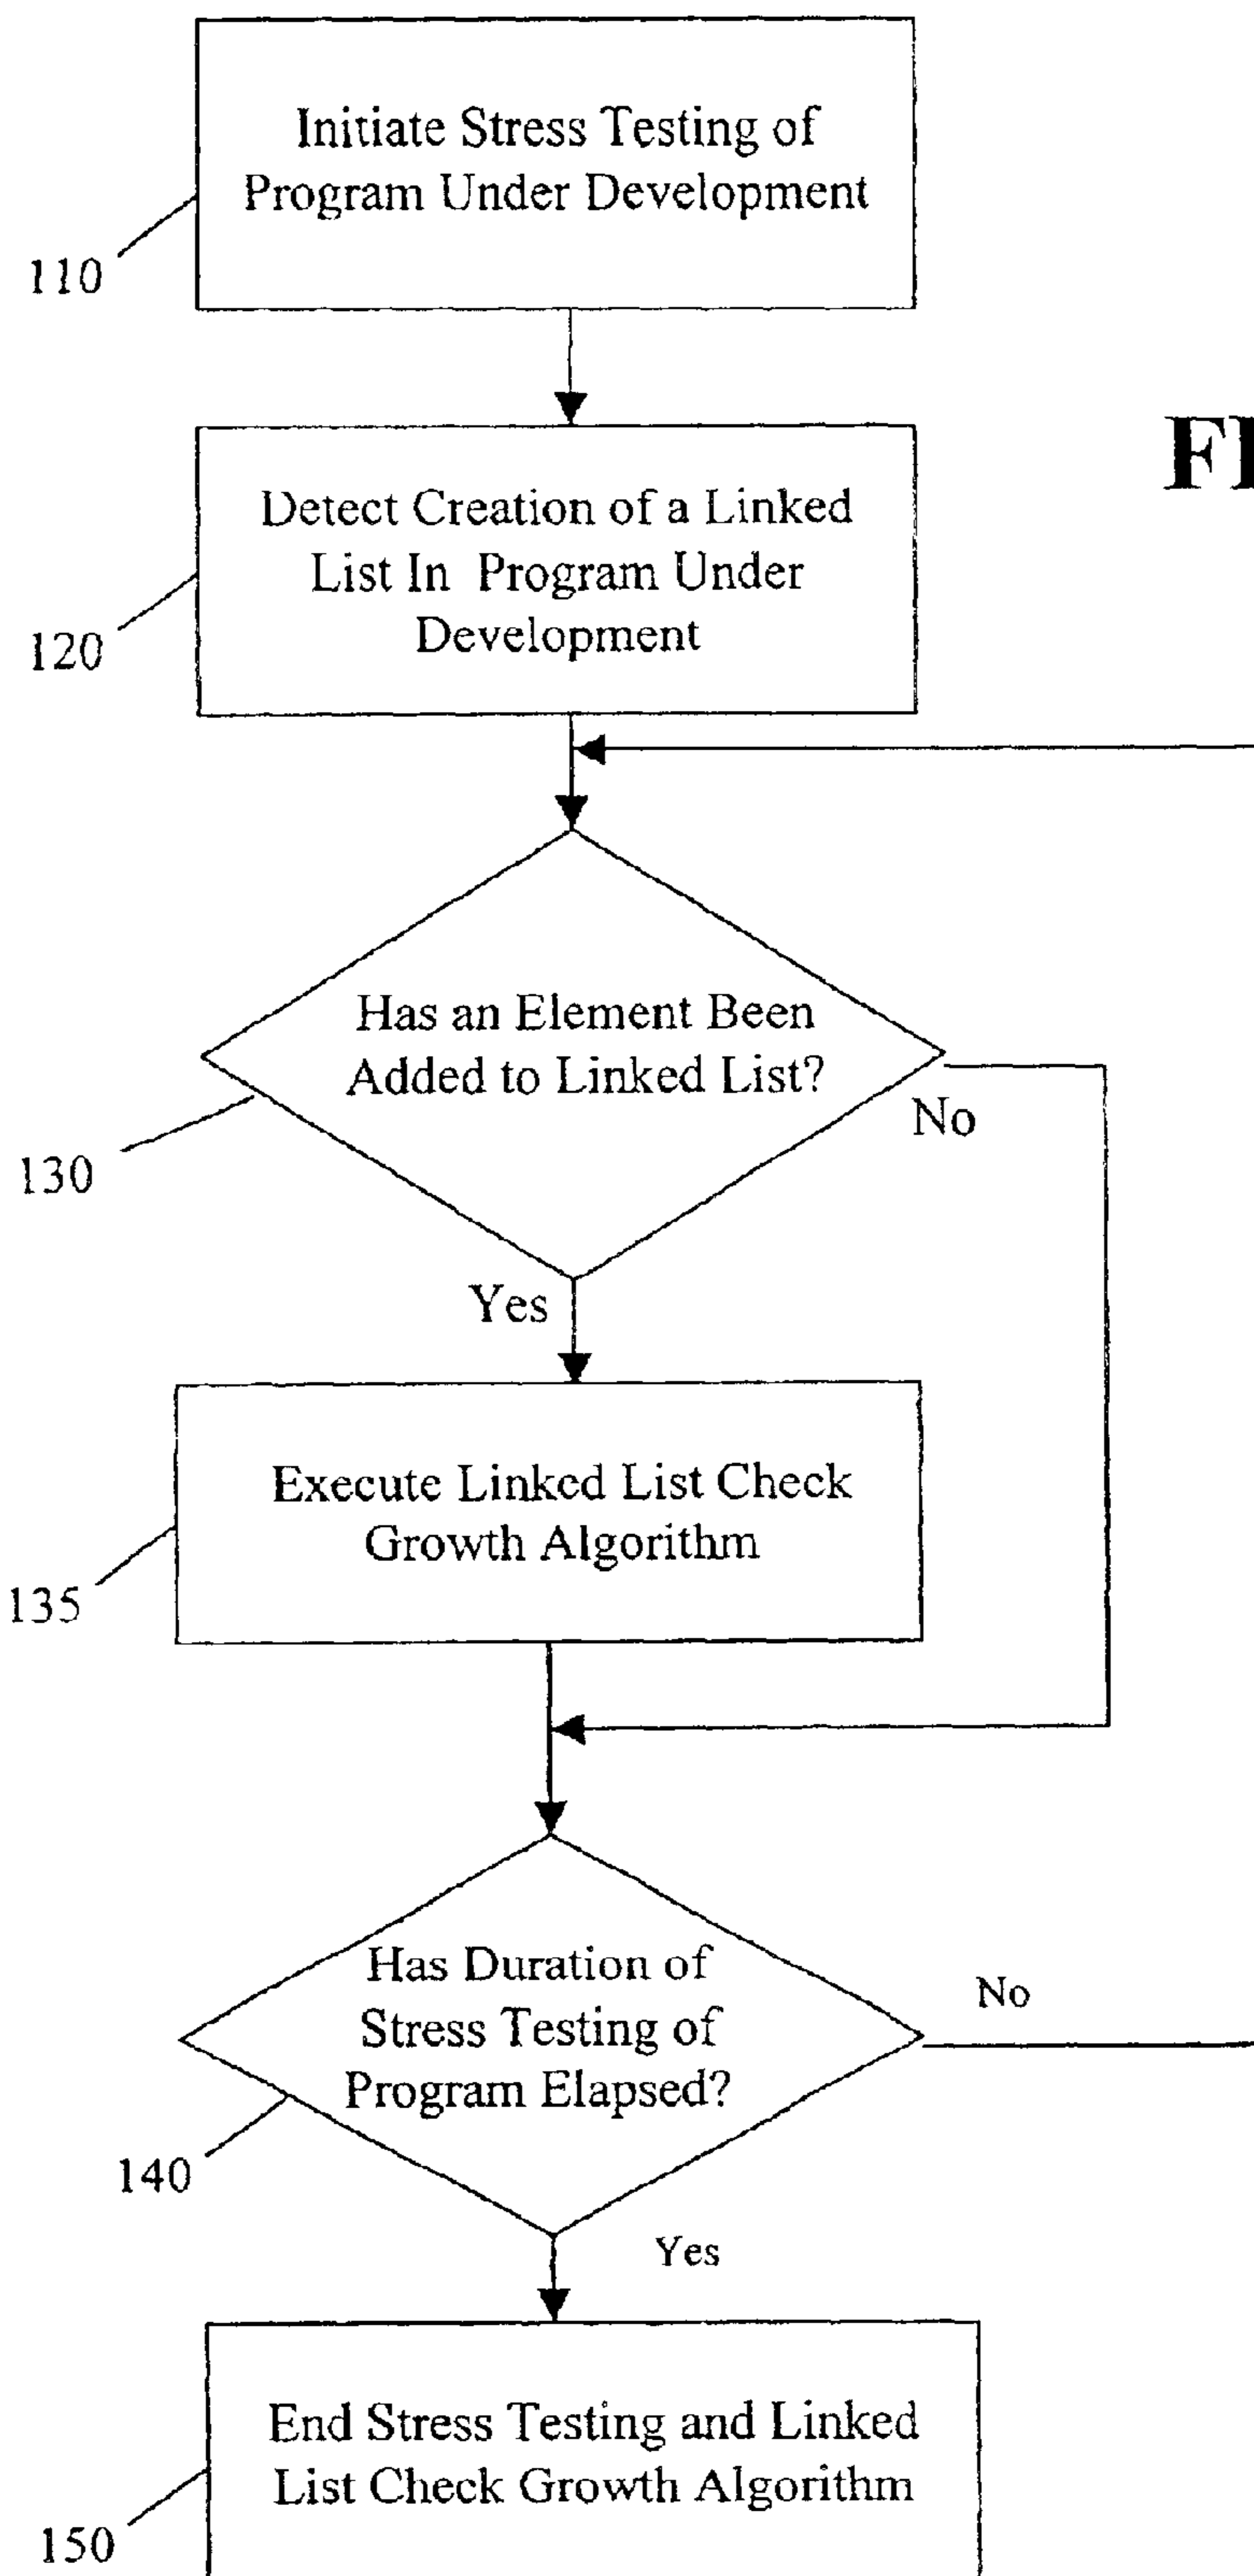 Initiate Stress Testing of
Program Under Development
110
FI
Detect Creation of a Linked
List In Program Under
Development
120
Has an Element Been
Added to Linked List?
No
130
Yes
Execute Linked List Check
Growth Algorithm
135
Has Duration of
Stress Testing of
Program Elapsed?
No
140
Yes
End Stress Testing and Linked
List Check Growth Algorithm
150